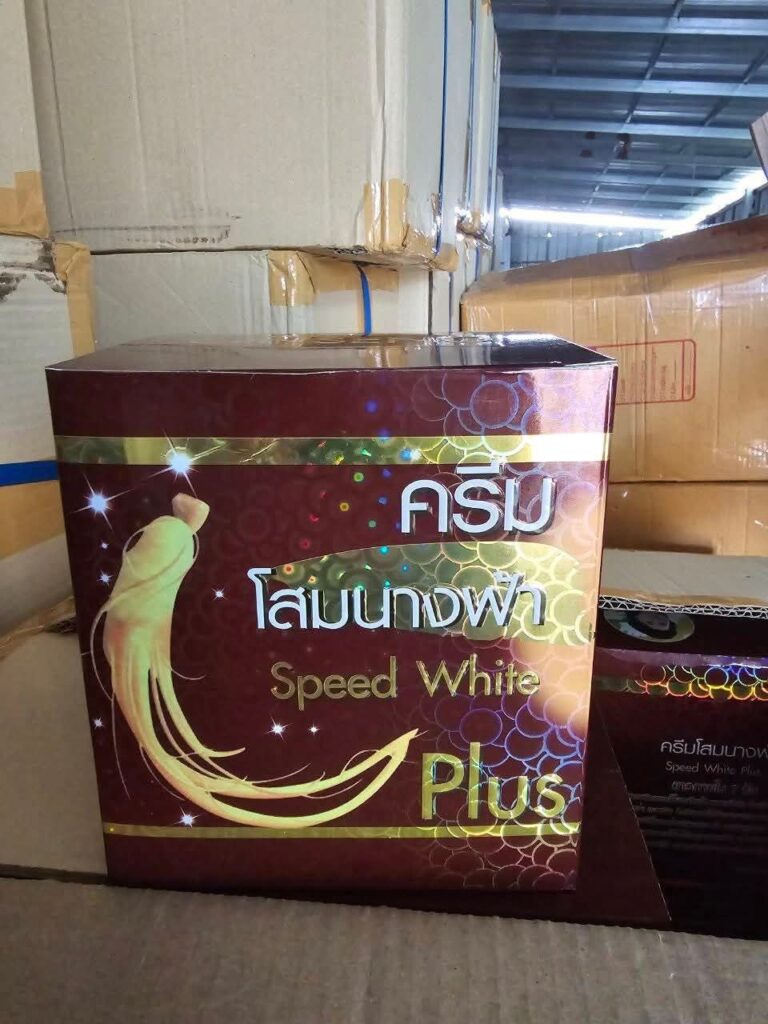 ครีม
โสมนางฟ้า
Speed White
Plus
ครีมโสมนางฟ้
Speed White Plus